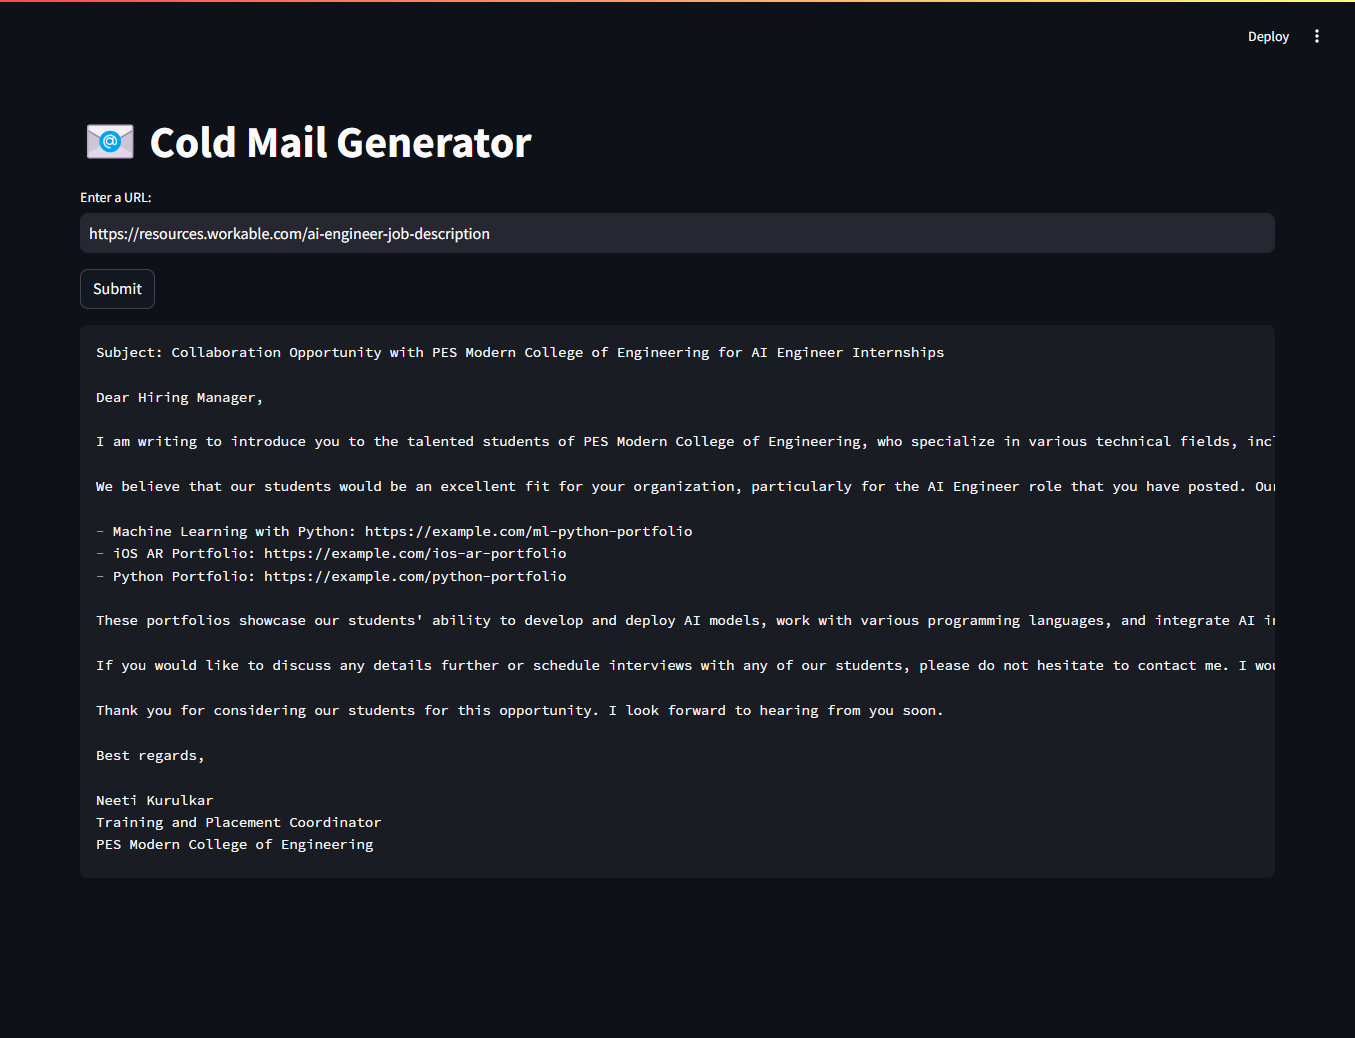 Deploy
Cold Mail Generator
Enter a URL:
https://resources.workable.com/ai-engineer-job-description
Submit
Subject: Collaboration Opportunity with PES Modern College of Engineering for AI Engineer Internships
Dear Hiring Manager,
I am writing to introduce you to the talented students of PES Modern College of Engineering, who specialize in various technical fields,
We believe that our students would be an excellent fit for your organization, particularly for the AI Engineer role that you have posted.
- Machine Learning with Python: https://example.com/ml-python-portfolio
- iOS AR Portfolio: https://example.com/ios-ar-portfolio
- Python Portfolio: https://example.com/python-portfolio
These portfolios showcase our students' ability to develop and deploy AI models, work with various programming languages, and integrate AI
If you would like to discuss any details further or schedule interviews with any of our students, please do not hesitate to contact me. I
Thank you for considering our students for this opportunity. I look forward to hearing from you soon.
Best regards,
Neeti Kurulkar
Training and Placement Coordinator
PES Modern College of Engineering